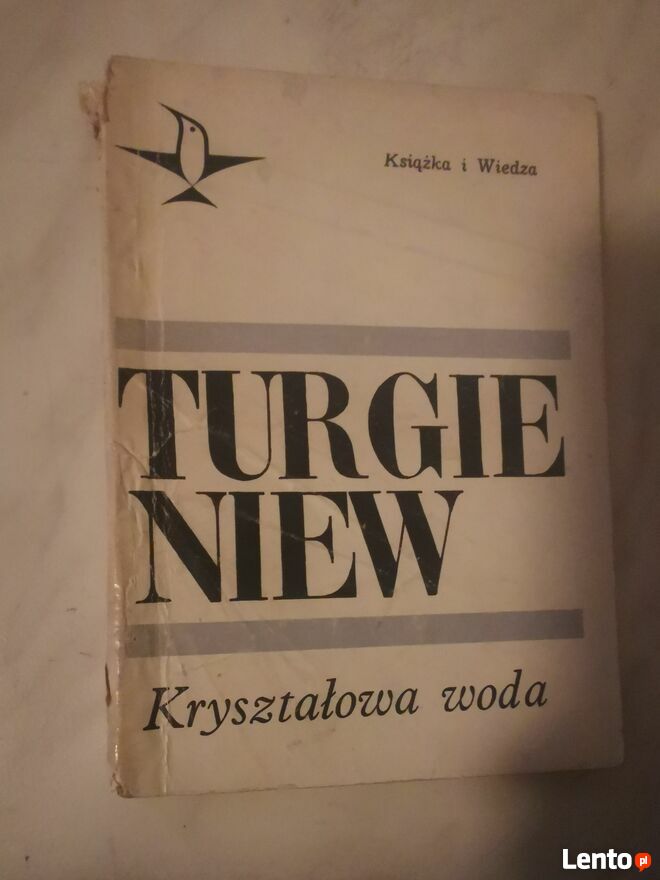 Książka i Wiedza
TURGIE
NIEW
Kryształowa woda
Lento.pl